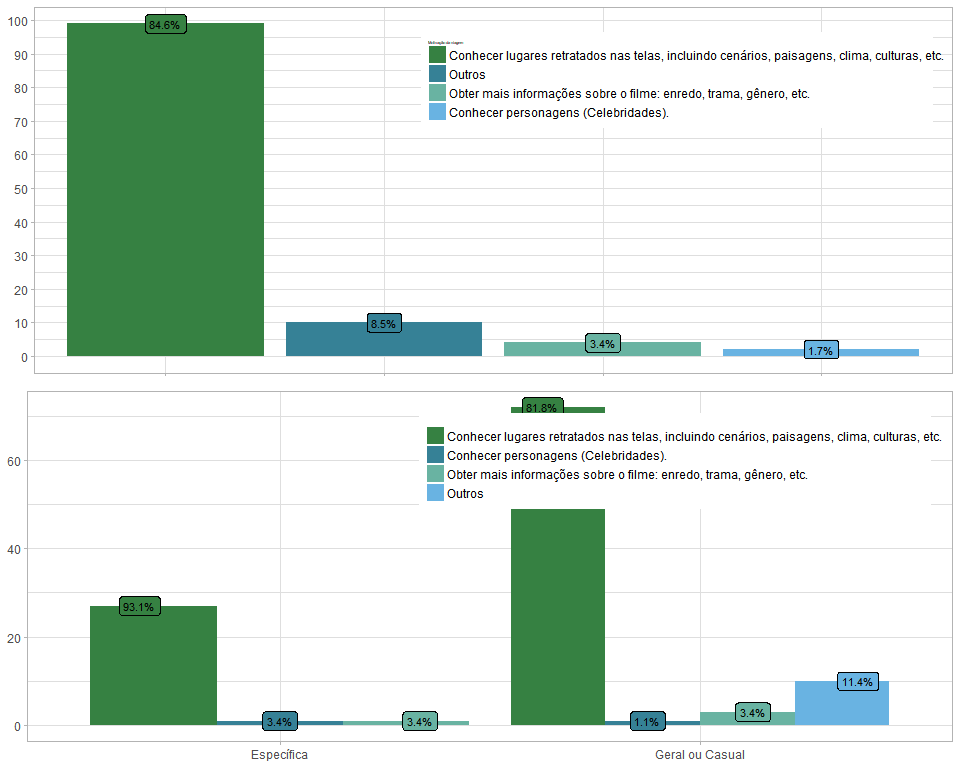 100
84.6%
Motivação da viagem
90
Conhecer lugares retratados nas telas, incluindo cenários, paisagens, clima, culturas, etc.
80
Outros
Obter mais informações sobre o filme: enredo, trama, gênero, etc.
70
Conhecer personagens (Celebridades).
60
50
40
30
20
10
8.5%
3.4%
1.7%
0
81.8%
Conhecer lugares retratados nas telas, incluindo cenários, paisagens, clima, culturas, etc.
60
Conhecer personagens (Celebridades).
Obter mais informações sobre o filme: enredo, trama, gênero, etc.
Outros
40
93.1%
20
11.4%
3.4%
3.4%
3.4%
1.1%
0
Específica
Geral ou Casual